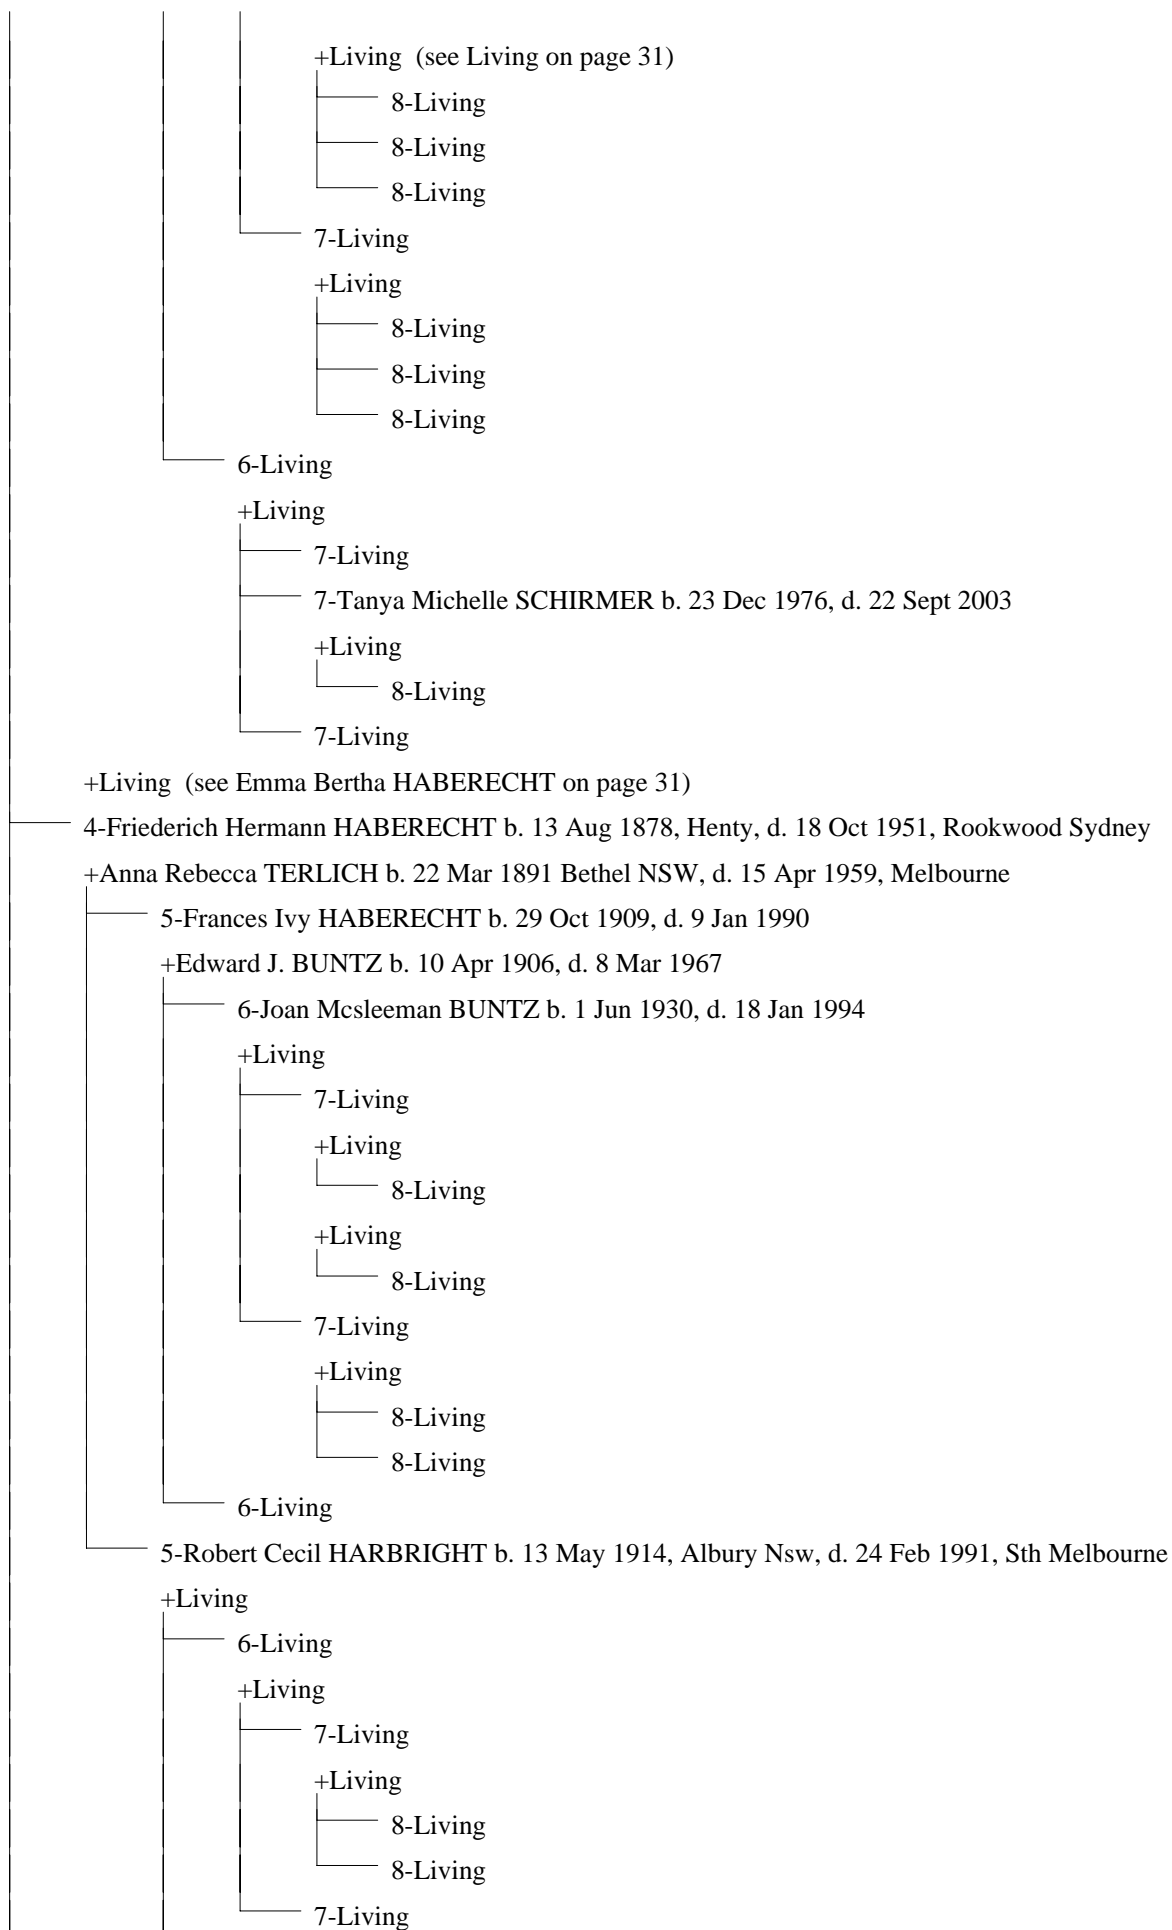 +Living (see Living on page 31)
8-Living
8-Living
8-Living
7-Living
+Living
8-Living
8-Living
8-Living
6-Living
+Living
7-Living
7-Tanya Michelle SCHIRMER b. 23 Dec 1976, d. 22 Sept 2003
+Living
8-Living
7-Living
+Living (see Emma Bertha HABERECHT on page 31)
4-Friederich Hermann HABERECHT b. 13 Aug 1878, Henty, d. 18 Oct 1951, Rookwood Sydney
+Anna Rebecca TERLICH b. 22 Mar 1891 Bethel NSW, d. 15 Apr 1959, Melbourne
5-Frances Ivy HABERECHT b. 29 Oct 1909, d. 9 Jan 1990
+Edward J. BUNTZ b. 10 Apr 1906, d. 8 Mar 1967
6-Joan Mcsleeman BUNTZ b. 1 Jun 1930, d. 18 Jan 1994
+Living
7-Living
+Living
8-Living
+Living
8-Living
7-Living
+Living
8-Living
8-Living
6-Living
5-Robert Cecil HARBRIGHT b. 13 May 1914, Albury Nsw, d. 24 Feb 1991, Sth Melbourne
+Living
6-Living
+Living
7-Living
+Living
8-Living
8-Living
7-Living